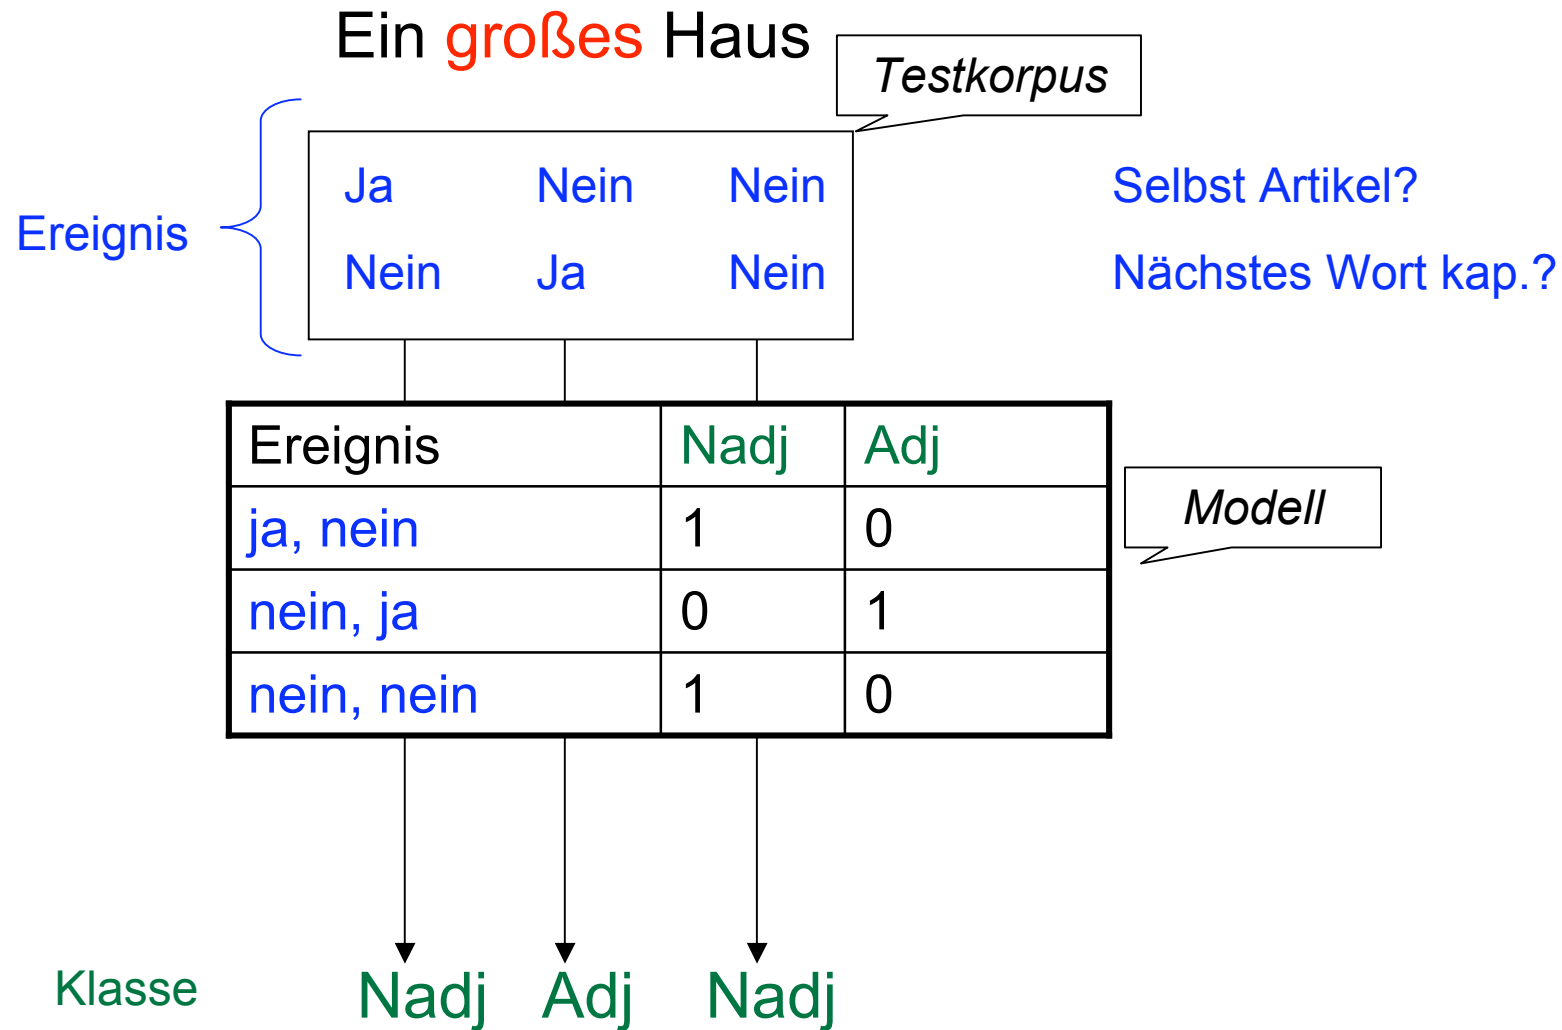 Ein großes Haus
Testkorpus
Ja Nein Nein Selbst Artikel?
Ereignis
Nein Ja Nein Nächstes Wort kap.?
Ereignis Nadj Adj
ja, nein 1 0
Modell
nein, ja 0 1
nein, nein 1 0
Klasse Nadj Adj Nadj